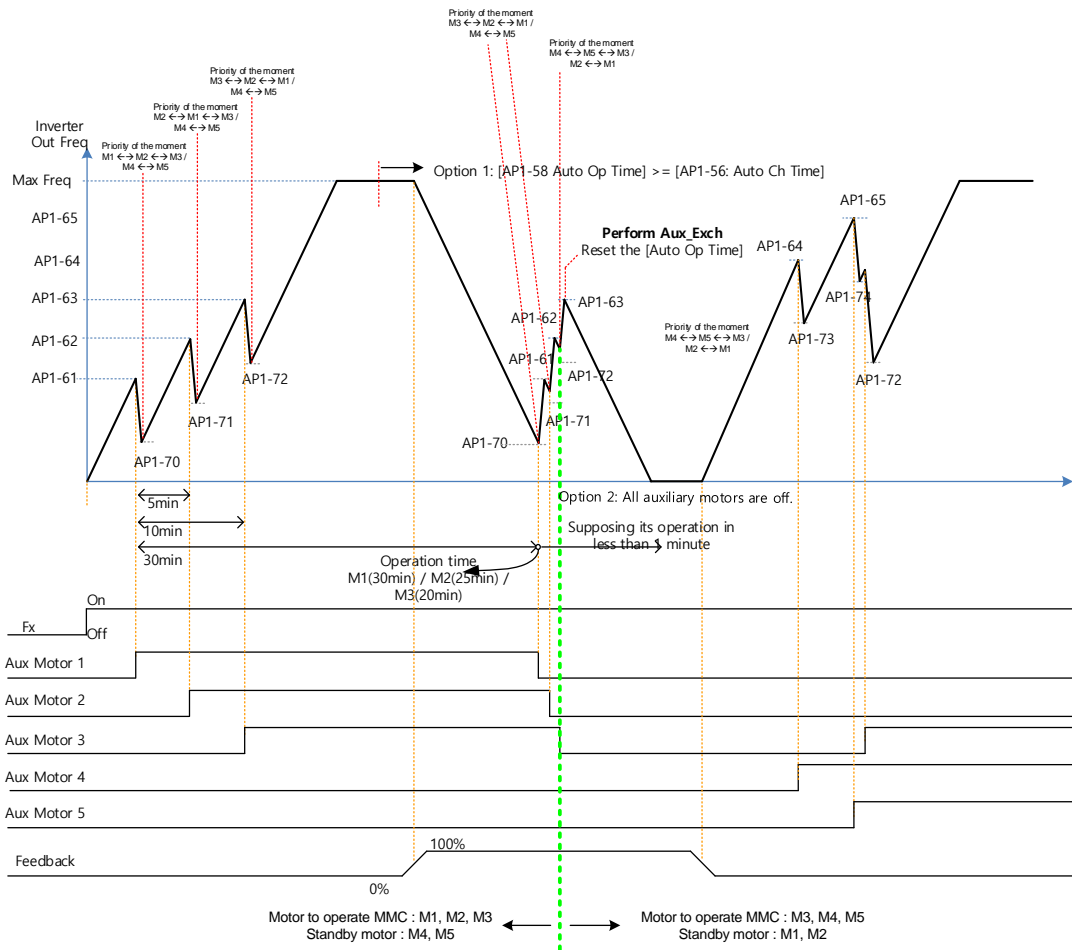 Priority of the moment
M3 ←→ M2 ←→ M1 /
M4 ←→ M5
Priority of the moment
M4 ←→ M5 ←→ M3 /
M2 ←→ M1
Priority of the moment
M3 ←→ M2 ←→ M1 /
M4 ←→ M5
Priority of the moment
M2 ←→ M1 ←→ M3 /
M4 ←→ M5
Priority of the moment
M1 ←→ M2 ←→ M3 /
M4 ←→ M5
Inverter
Out Freq
Max Freq
Option 1: [AP1-58 Auto Op Time] >= [AP1-56: Auto Ch Time]
AP1-65
AP1-65
Perform Aux_Exch
Reset the [Auto Op Time]
AP1-64
AP1-64
AP1-63
AP1-63
AP1-74
AP1-62
AP1-62
Priority of the moment
M4 ←→ M5 ←→ M3 /
M2 ←→ M1
AP1-73
AP1-61
AP1-61
AP1-72
AP1-72
AP1-72
AP1-71
AP1-71
AP1-70
AP1-70
5min
Option 2: All auxiliary motors are off.
10min
Supposing its operation in
less than 1 minute
30min
Operation time
M1(30min) / M2(25min) /
M3(20min)
On
Fx
Off
Aux Motor 1
Aux Motor 2
Aux Motor 3
Aux Motor 4
Aux Motor 5
Feedback
100%
0%
Motor to operate MMC : M1, M2, M3
Standby motor : M4, M5
Motor to operate MMC : M3, M4, M5
Standby motor : M1, M2